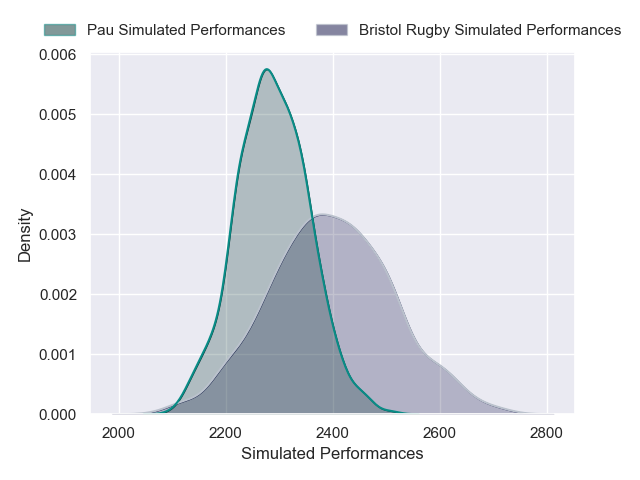 Pau Simulated Performances Bristol Rugby Simulated Performances
0.006
0.005
0.004
0.003
0.002
0.001
0.000
Density
2000 2200 2400 2600 2800
Simulated Performances